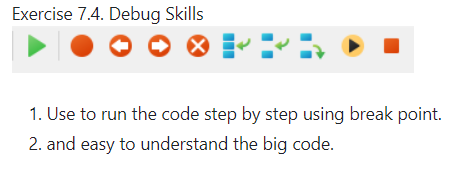 Exercise 7.4. Debug Skills
1. Use to run the code step by step using break point.
2. and easy to understand the big code.